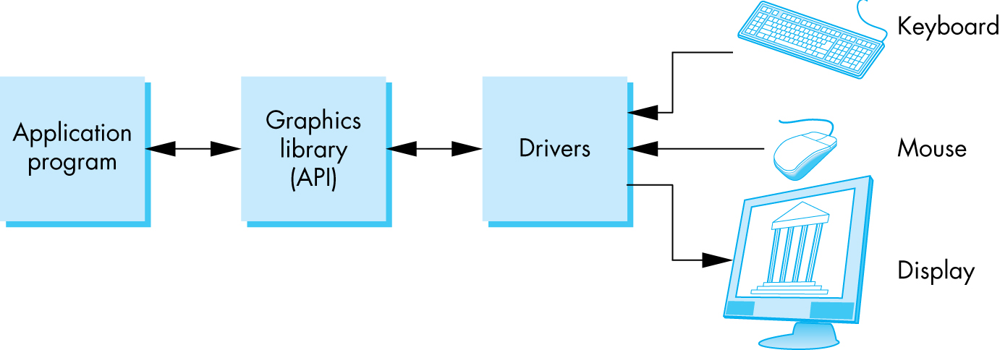 Application
program
Graphics
library
(API)
Drivers
Keyboard
Mouse
Display